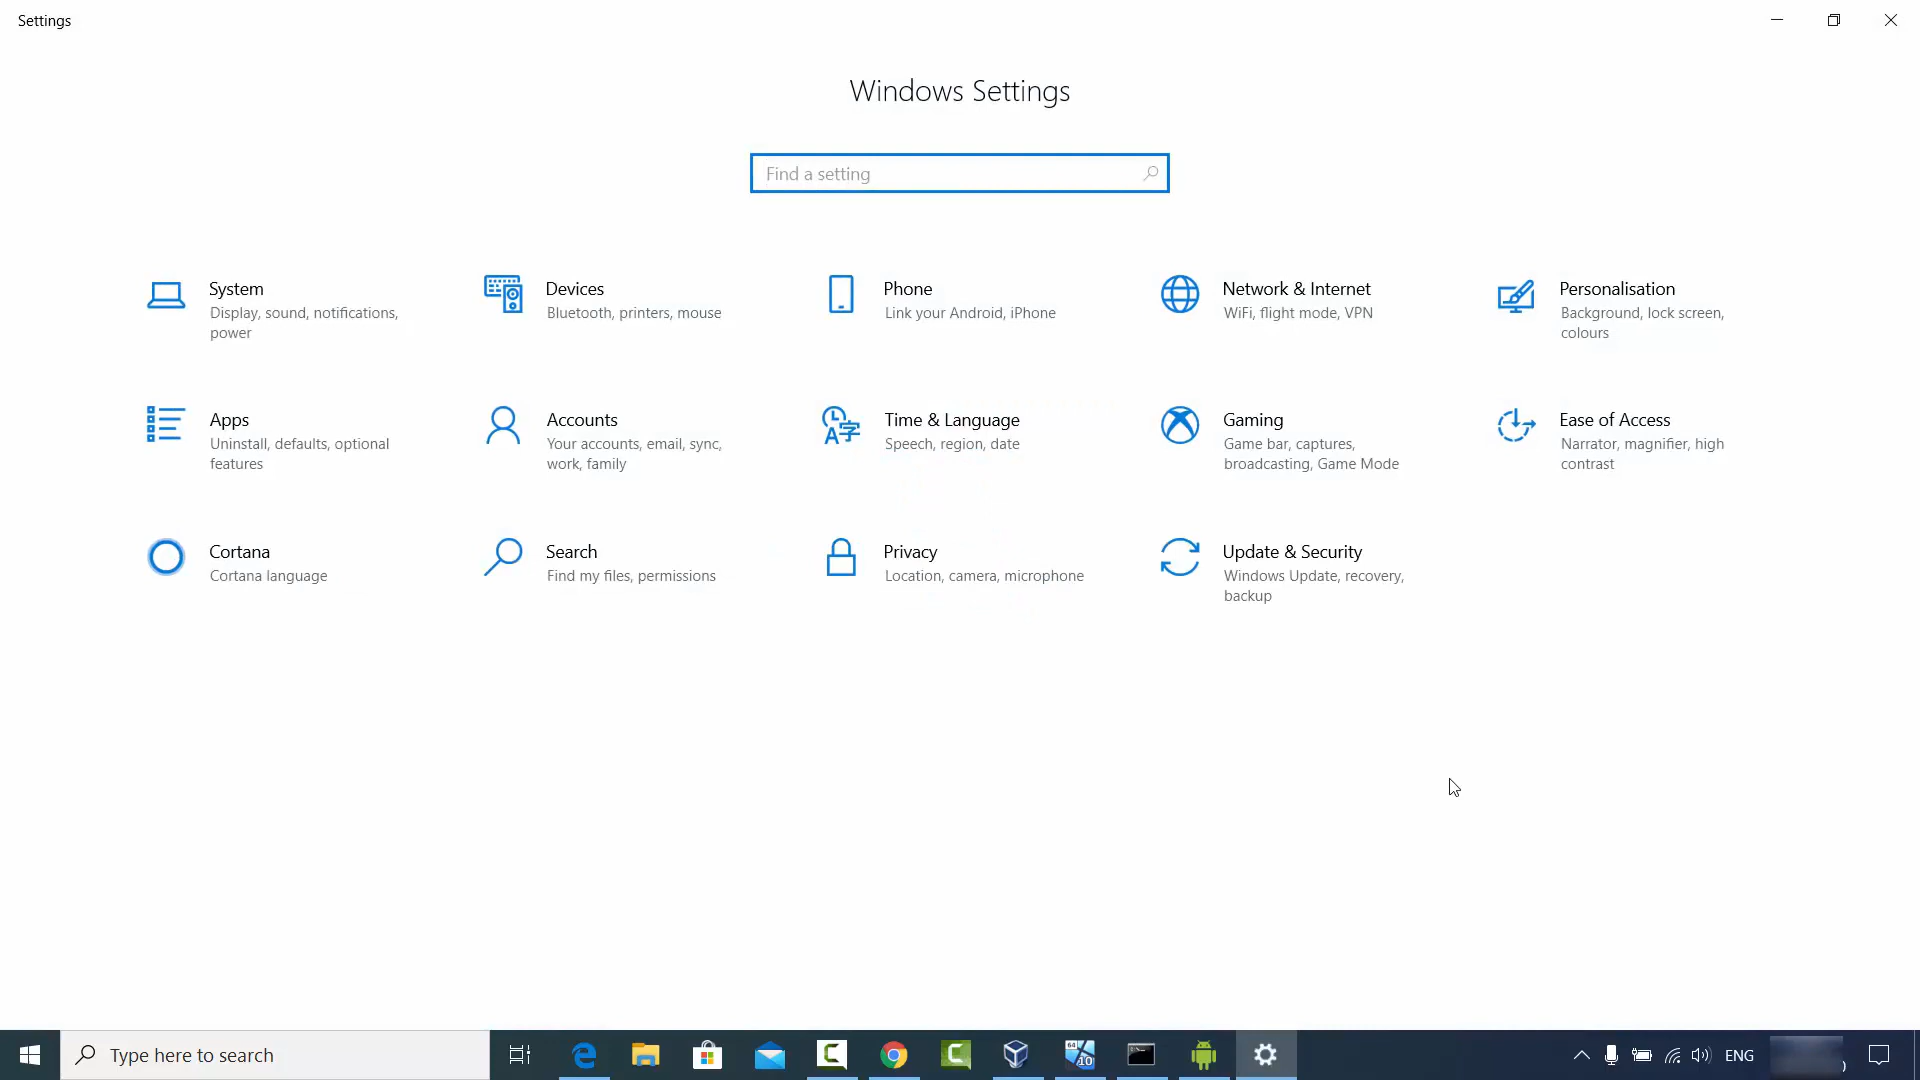 Settings
Windows Settings
Find a setting
System
Display, sound, notifications,
power
Devices
Bluetooth, printers, mouse
Phone
Link your Android, iPhone
Network & Internet
WiFi, flight mode, VPN
Personalisation
Background, lock screen,
colours
Apps
Uninstall, defaults, optional
features
Accounts
Your accounts, email, sync,
work, family
Time & Language
Speech, region, date
Gaming
Game bar, captures,
broadcasting, Game Mode
Ease of Access
Narrator, magnifier, high
contrast
Cortana
Cortana language
Search
Find my files, permissions
Privacy
Location, camera, microphone
Update & Security
Windows Update, recovery,
backup
Type here to search
64
10
ENG